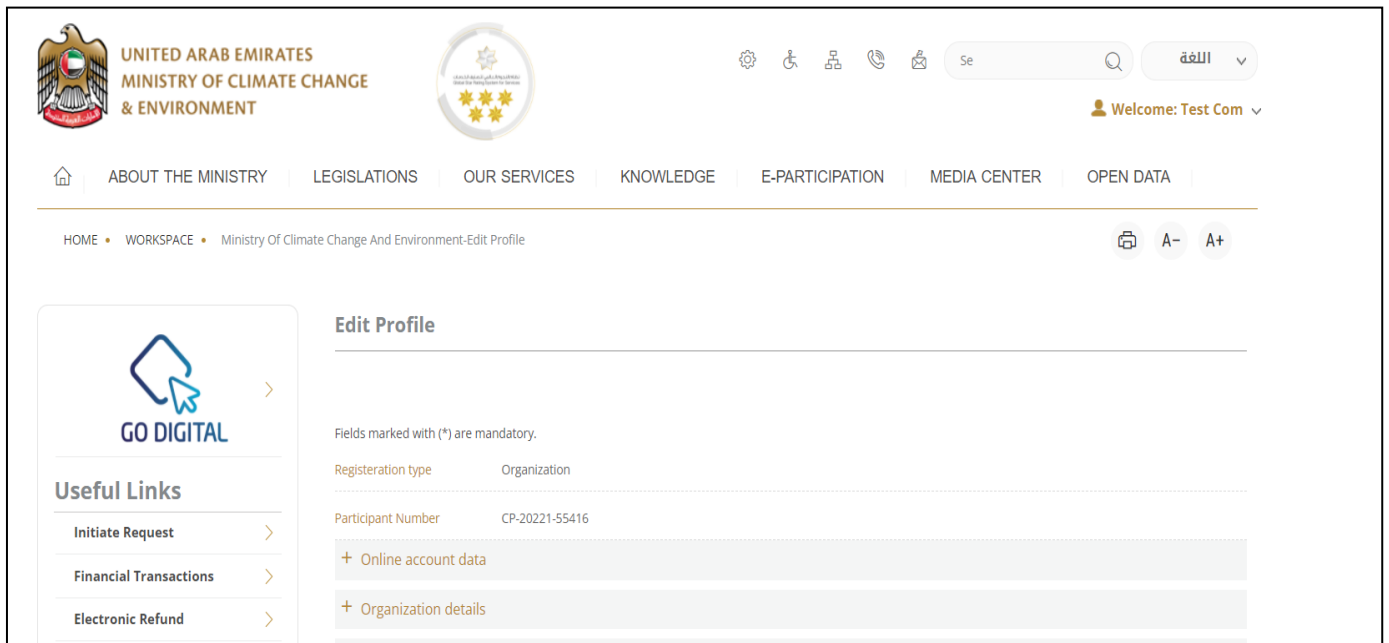 UNITED ARAB EMIRATES
MINISTRY OF CLIMATE CHANGE
& ENVIRONMENT
Se
اللغة
Welcome: Test Com
ABOUT THE MINISTRY
LEGISLATIONS
OUR SERVICES
KNOWLEDGE
E-PARTICIPATION
MEDIA CENTER
OPEN DATA
HOME • WORKSPACE • Ministry Of Climate Change And Environment-Edit Profile
A- A+
GO DIGITAL
Useful Links
Initiate Request
Financial Transactions
Electronic Refund
Edit Profile
Fields marked with (*) are mandatory.
Registeration type Organization
Participant Number CP-20221-55416
+ Online account data
+ Organization details